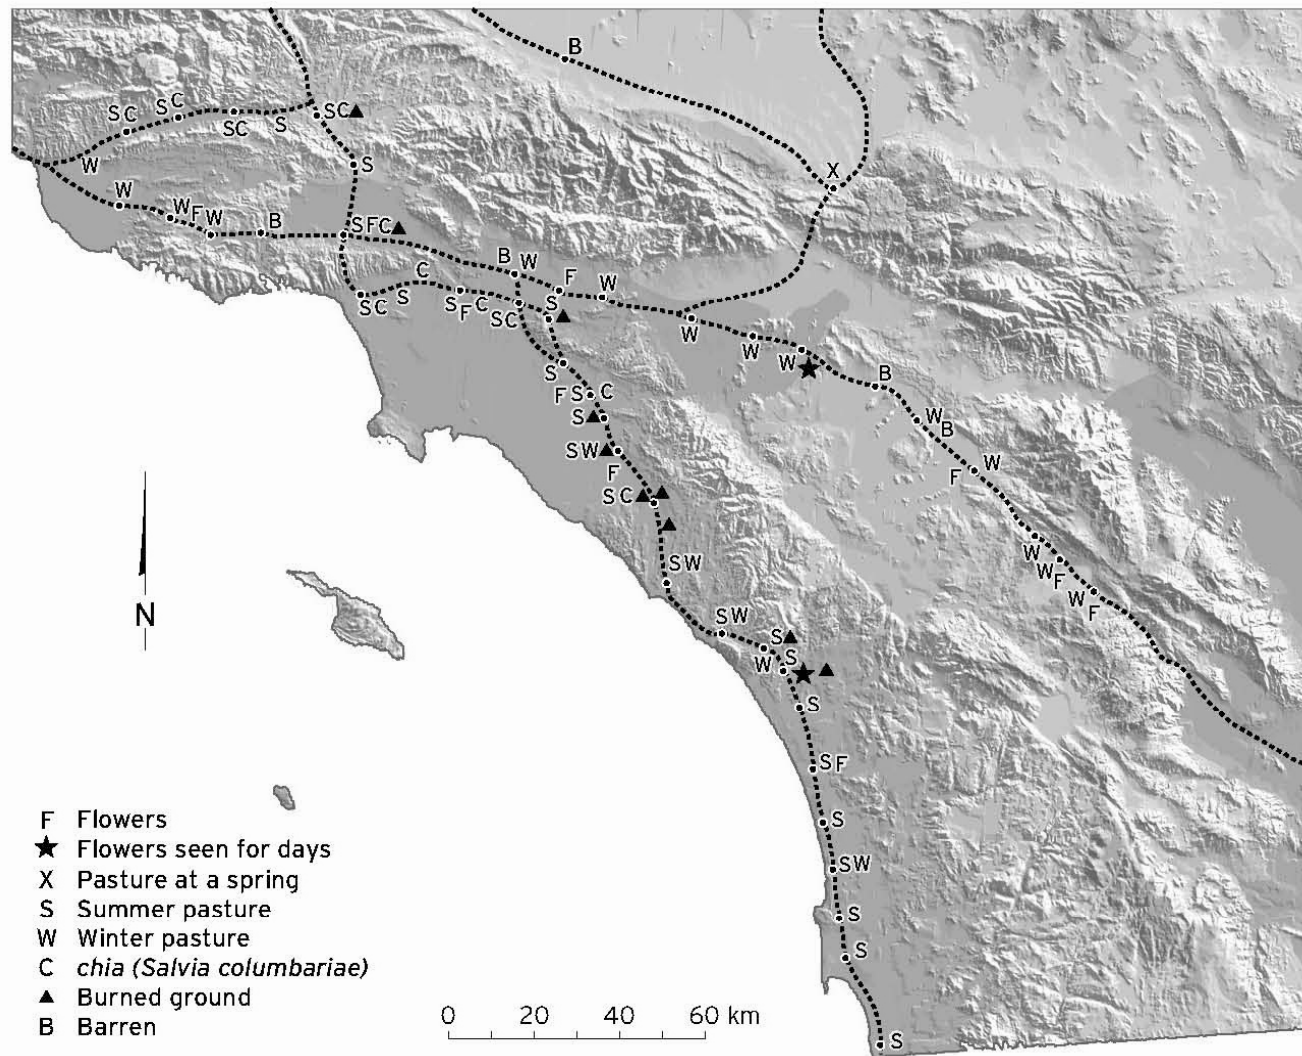 B
S C
S C
S C
S
S C
S
W
X
W
W F W
B
S F C
B W
F
W
C
S C
S
S F C
S C
S
W
W
W
S
B
F S C
S
W B
S W
W
F
F
S C
W
S W
W F
W F
N
S W
S
W
S
S
S F
F Flowers
Flowers seen for days
S
X Pasture at a spring
S W
S Summer pasture
S
W Winter pasture
S
C chia (Salvia columbariae)
Burned ground
B Barren
0 20 40 60 km
S